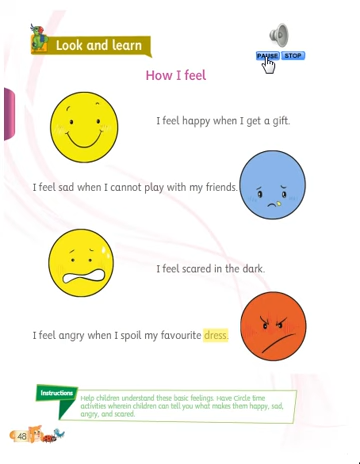 Look and learn
PAUSE STOP
How I feel
I feel happy when I get a gift.
I feel sad when I cannot play with my friends.
I feel scared in the dark.
I feel angry when I spoil my favourite dress.
Instructions
Help children understand these basic feelings. Have Circle time
activities wherein children can tell you what makes them happy, sad,
angry, and scared.
48